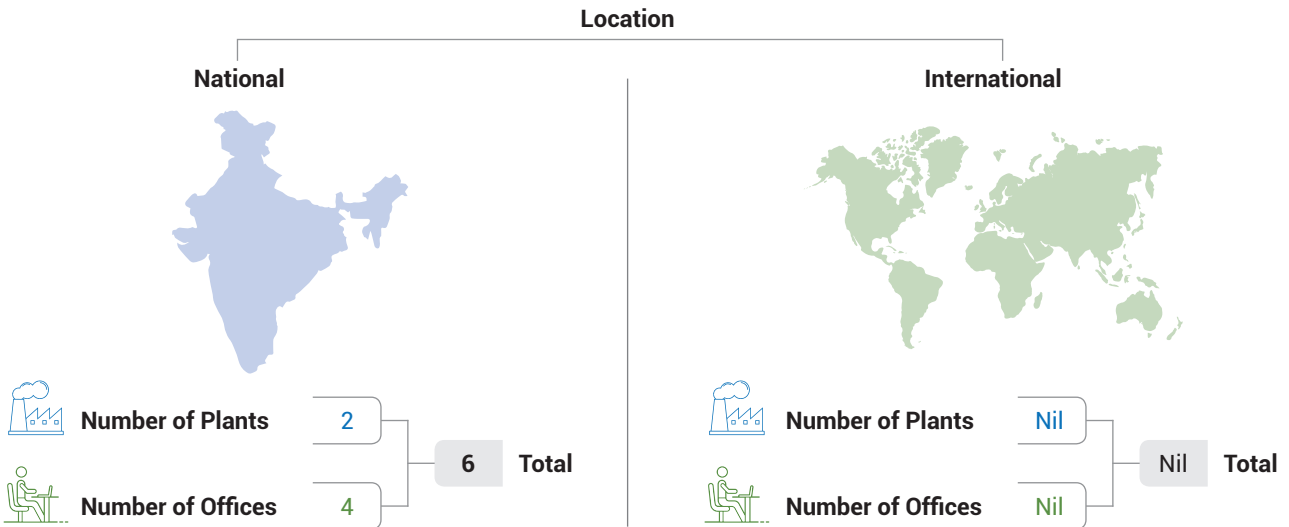 Location
National
Number of Plants 2
6 Total
Number of Offices 4
International
Number of Plants Nil
Nil Total
Number of Offices Nil